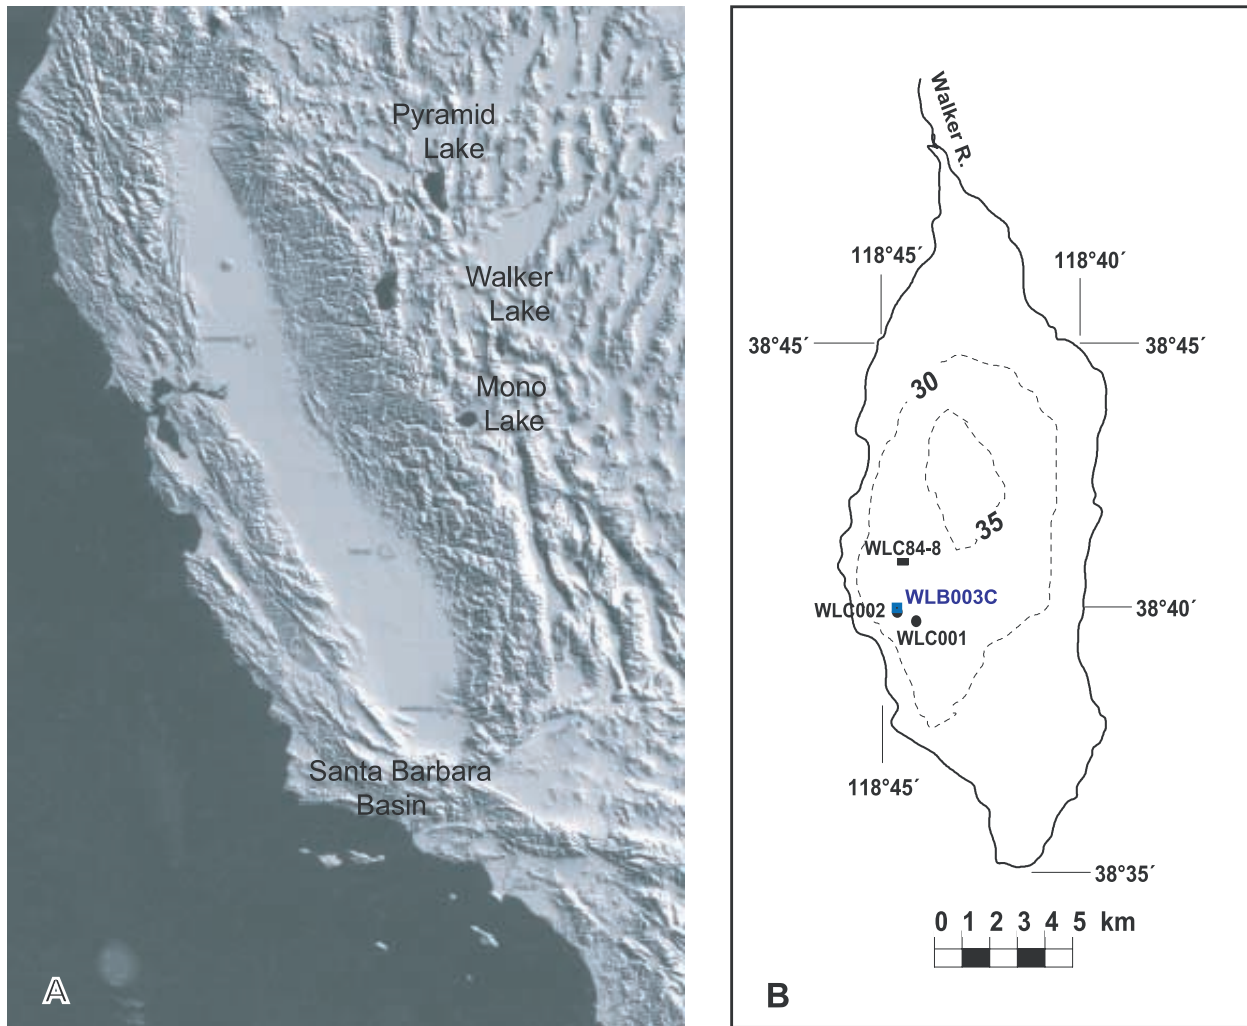 Pyramid
Lake
Walker
Lake
Mono
Lake
Santa Barbara
Basin
A
Walker R.
118°45´
118°40´
38°45´
38°45´
30
35
WLC84-8
WLB003C
WLC002
WLC001
38°40´
118°45´
38°35´
0 1 2 3 4 5 km
B